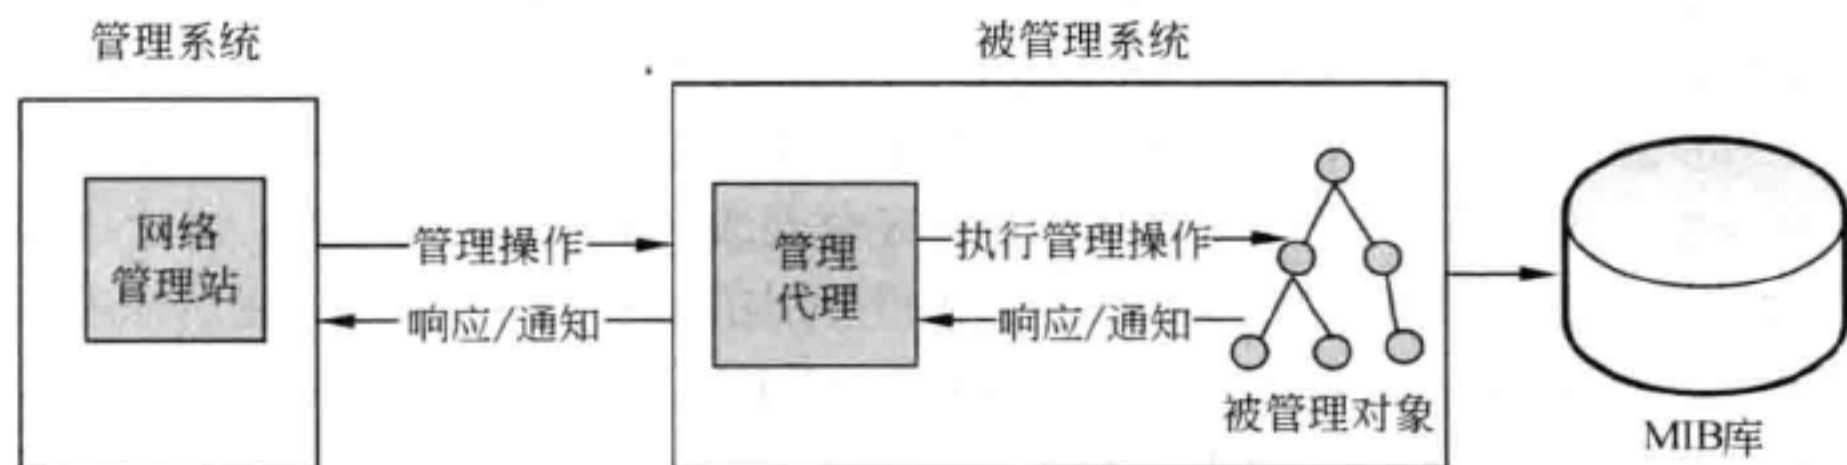 管理系统
被管理系统
网络
管理站
管理操作
响应/通知
管理
代理
执行管理操作
响应/通知
被管理对象
MIB库